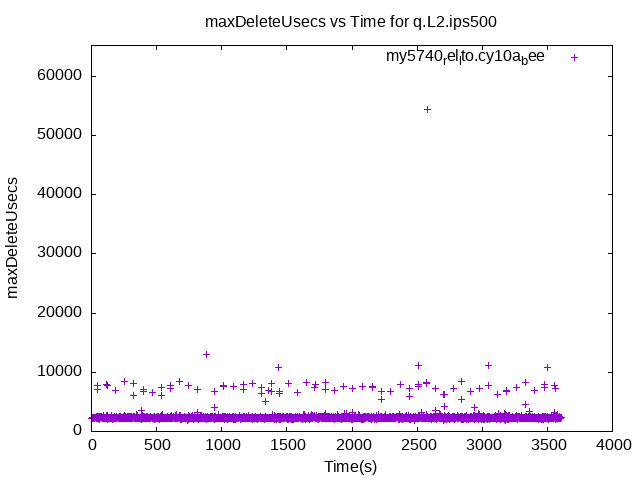 maxDeleteUsecs vs Time for q.L2.ips500
my5740rellto.cy10abee
60000
50000
40000
30000
20000
10000
0
maxDeleteUsecs
0 500 1000 1500 2000 2500 3000 3500 4000
Time(s)